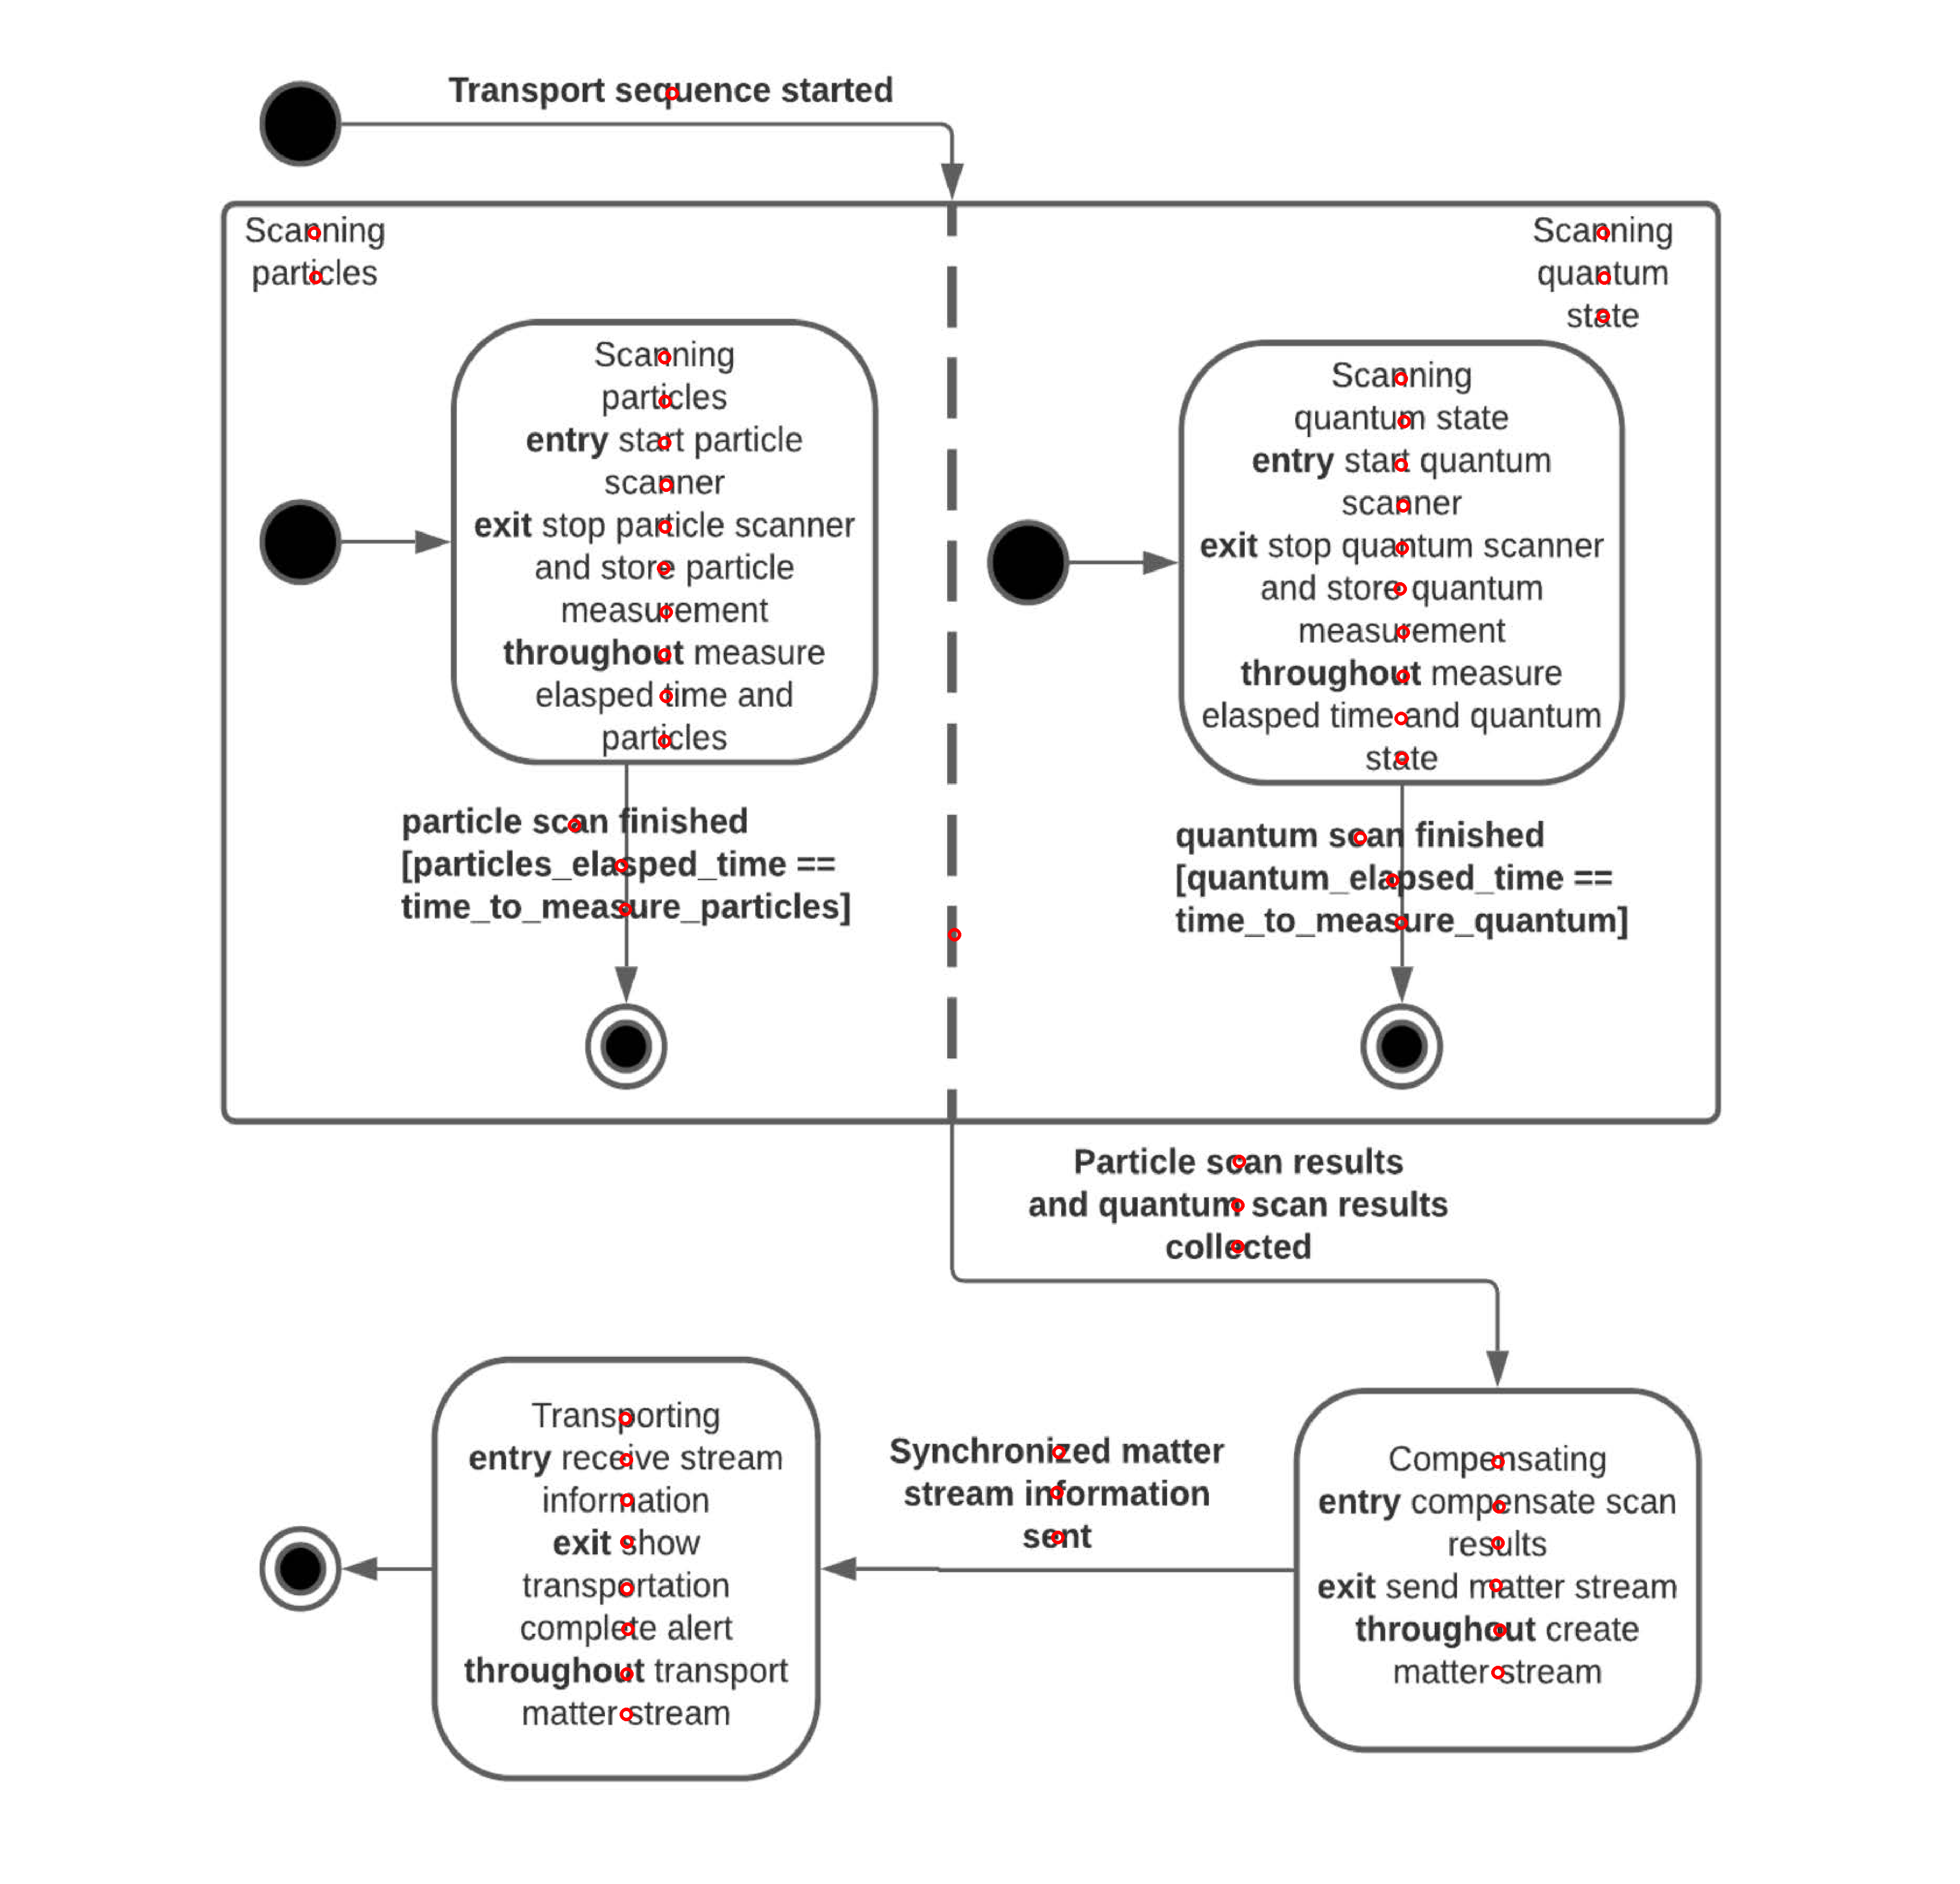 Transport sequence started
Scanning
particles
Scanning
quantum
state
Scanning
particles
entry start particle
scanner
exit stop particle scanner
and store particle
measurement
throughout measure
elasped time and
particles
Scanning
quantum state
entry start quantum
scanner
exit stop quantum scanner
and store quantum
measurement
throughout measure
elasped time and quantum
state
particle scan finished
[particles_elasped_time ==
time_to_measure_particles]
quantum scan finished
[quantum_elapsed_time ==
time_to_measure_quantum]
Particle scan results
and quantum scan results
collected
Transporting
entry receive stream
information
exit show
transportation
complete alert
throughout transport
matter stream
Synchronized matter
stream information
sent
Compensating
entry compensate scan
results
exit send matter stream
throughout create
matter stream